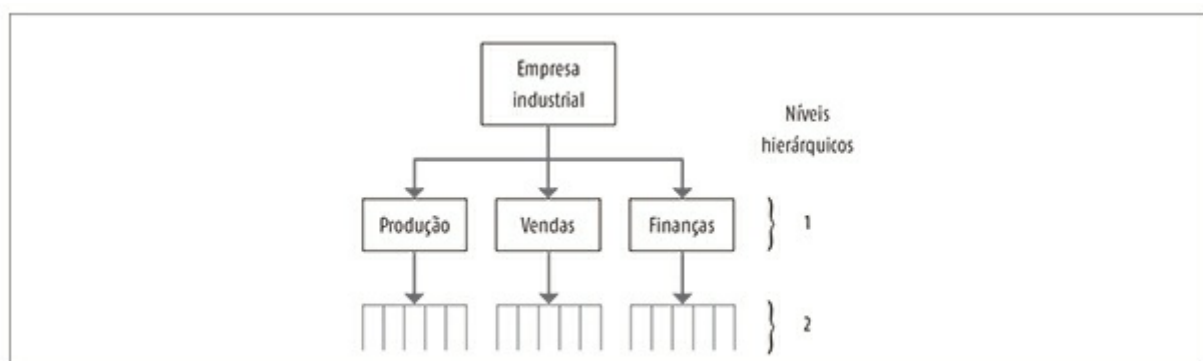 Empresa
industrial
Níveis
hierárquicos
Produção
Vendas
Finanças
1
2